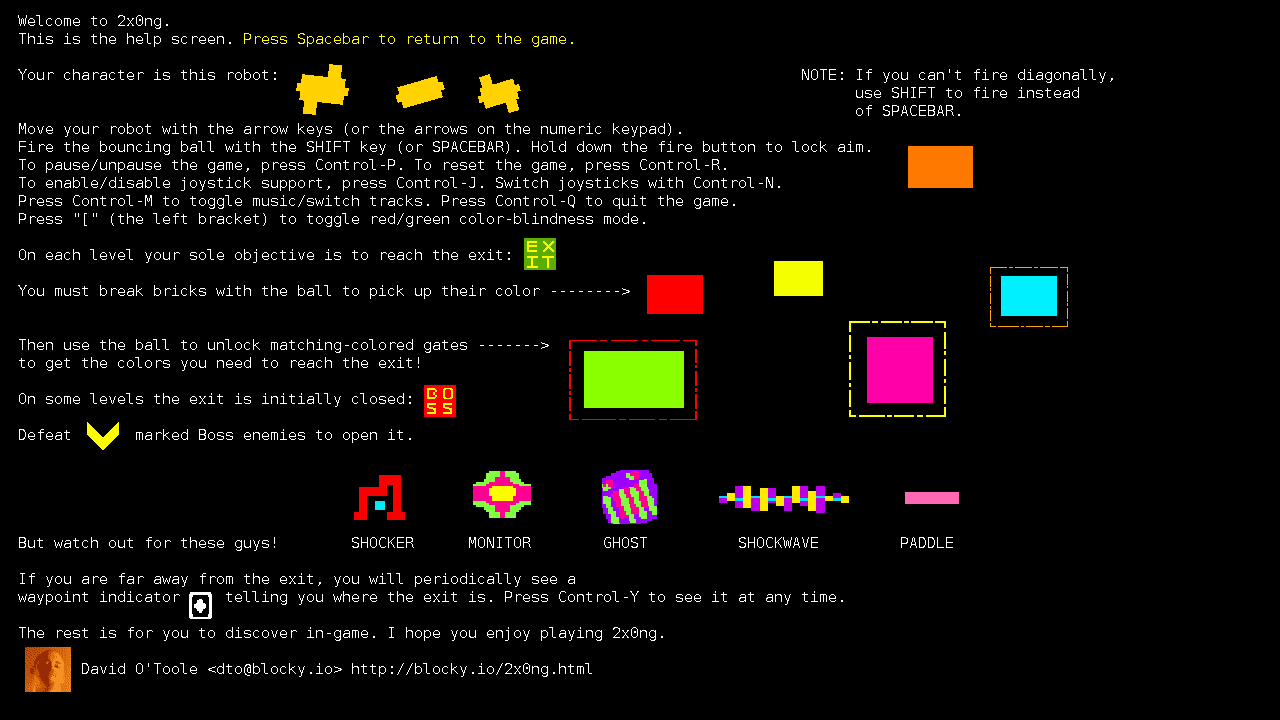 Welcome to 2x0ng.
This is the help screen. Press Spacebar to return to the game.
Your character is this robot:
NOTE: If you can't fire diagonally,
use SHIFT to fire instead
of SPACEBAR.
Move your robot with the arrow keys (or the arrows on the numeric keypad).
Fire the bouncing ball with the SHIFT key (or SPACEBAR). Hold down the fire button to lock aim.
To pause/unpause the game, press Control-P. To reset the game, press Control-R.
To enable/disable joystick support, press Control-J. Switch joysticks with Control-N.
Press Control-M to toggle music/switch tracks. Press Control-Q to quit the game.
Press "[" (the left bracket) to toggle red/green color-blindness mode.
On each level your sole objective is to reach the exit: EXIT
You must break bricks with the ball to pick up their color -------->
Then use the ball to unlock matching-colored gates ------->
to get the colors you need to reach the exit!
On some levels the exit is initially closed: BOSS
Defeat marked Boss enemies to open it.
But watch out for these guys! SHOCKER MONITOR GHOST SHOCKWAVE PADDLE
If you are far away from the exit, you will periodically see a
waypoint indicator telling you where the exit is. Press Control-Y to see it at any time.
The rest is for you to discover in-game. I hope you enjoy playing 2x0ng.
David O'Toole <dto@blocky.io> http://blocky.io/2x0ng.html